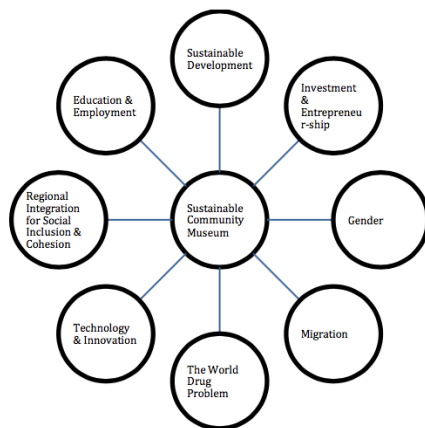 Sustainable
Development
Investment
&
Entrepreneu
r-ship
Education &
Employment
Regional
Integration
for Social
Inclusion &
Cohesion
Sustainable
Community
Museum
Gender
Technology
& Innovation
Migration
The World
Drug
Problem